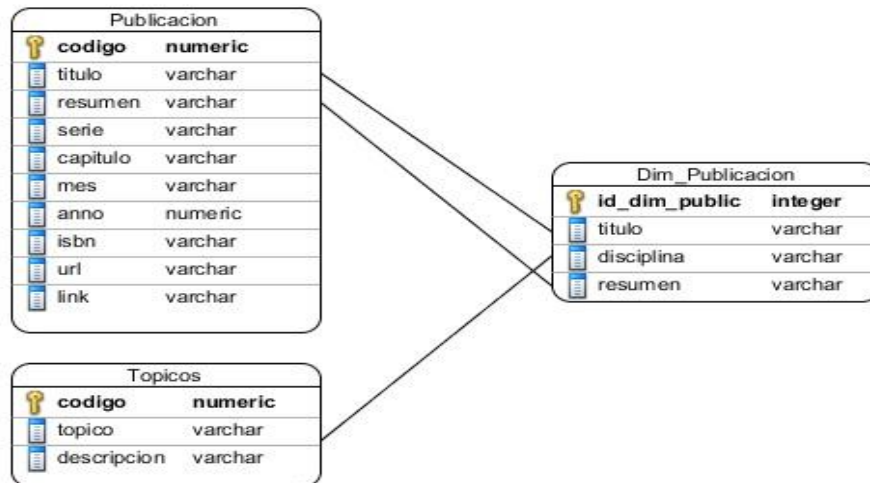 Publicacion
codigo numeric
titulo varchar
resumen varchar
serie varchar
capitulo varchar
mes varchar
anno numeric
isbn varchar
url varchar
link varchar
Topicos
codigo numeric
topico varchar
descripcion varchar
Dim_Publicacion
id_dim_public integer
titulo varchar
disciplina varchar
resumen varchar